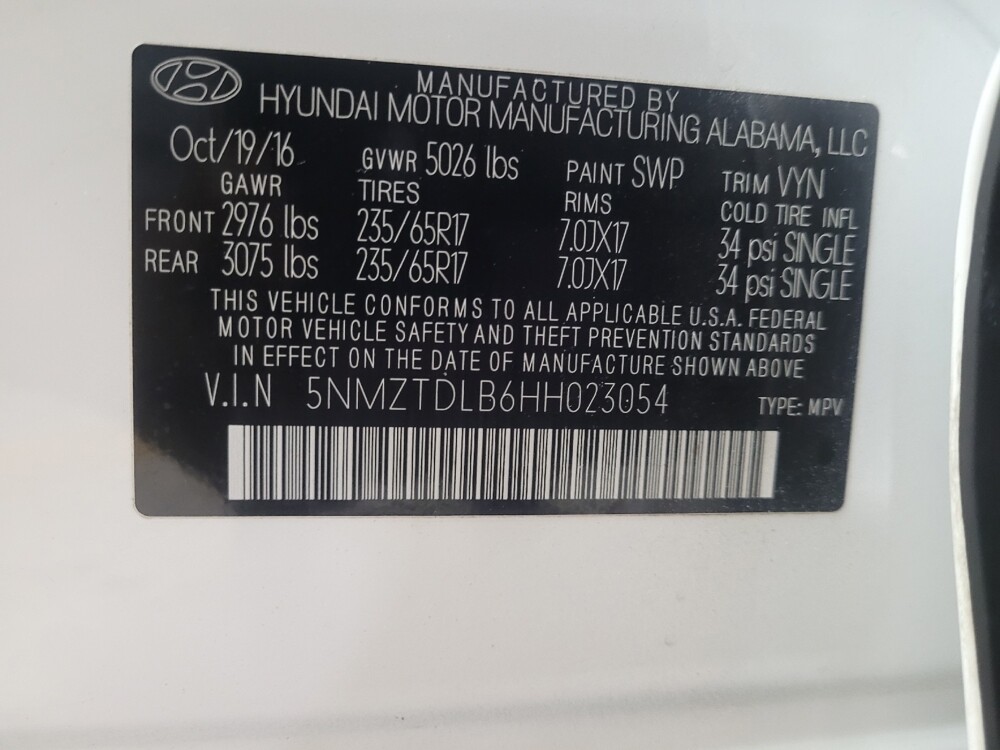 MANUFACTURED BY
HYUNDAI MOTOR MANUFACTURING ALABAMA, LLC
Oct/19/16 GVWR 5026 lbs PAINT SWP TRIM VYN
GAWR TIRES RIMS COLD TIRE INFL
FRONT 2976 lbs 235/65R17 7.0JX17 34 psi SINGLE
REAR 3075 lbs 235/65R17 7.0JX17 34 psi SINGLE
THIS VEHICLE CONFORMS TO ALL APPLICABLE U.S.A. FEDERAL
MOTOR VEHICLE SAFETY AND THEFT PREVENTION STANDARDS
IN EFFECT ON THE DATE OF MANUFACTURE SHOWN ABOVE
V.I.N 5NMZTDLB6HH023054 TYPE: MPV